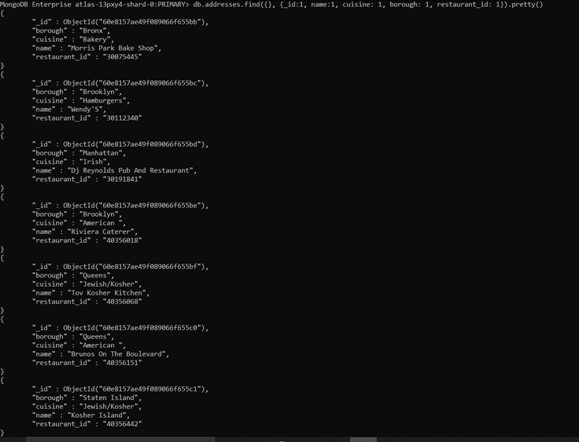 MongoDB Enterprise atlas-13pxy4-shard-0:PRIMARY> db.addresses.find({}, {_id:1, name:1, cuisine: 1, borough: 1, restaurant_id: 1}).pretty()
{
"_id" : ObjectId("60e8157ae49f089066f655bb"),
"borough" : "Bronx",
"cuisine" : "Bakery",
"name" : "Morris Park Bake Shop",
"restaurant_id" : "30075445"
}
{
"_id" : ObjectId("60e8157ae49f089066f655bc"),
"borough" : "Brooklyn",
"cuisine" : "Hamburgers",
"name" : "Wendy'S",
"restaurant_id" : "30112340"
}
{
"_id" : ObjectId("60e8157ae49f089066f655bd"),
"borough" : "Manhattan",
"cuisine" : "Irish",
"name" : "Dj Reynolds Pub And Restaurant",
"restaurant_id" : "30191841"
}
{
"_id" : ObjectId("60e8157ae49f089066f655be"),
"borough" : "Brooklyn",
"cuisine" : "American ",
"name" : "Riviera Caterer",
"restaurant_id" : "40356018"
}
{
"_id" : ObjectId("60e8157ae49f089066f655bf"),
"borough" : "Queens",
"cuisine" : "Jewish/Kosher",
"name" : "Tov Kosher Kitchen",
"restaurant_id" : "40356068"
}
{
"_id" : ObjectId("60e8157ae49f089066f655c0"),
"borough" : "Queens",
"cuisine" : "American ",
"name" : "Brunos On The Boulevard",
"restaurant_id" : "40356151"
}
{
"_id" : ObjectId("60e8157ae49f089066f655c1"),
"borough" : "Staten Island",
"cuisine" : "Jewish/Kosher",
"name" : "Kosher Island",
"restaurant_id" : "40356442"
}